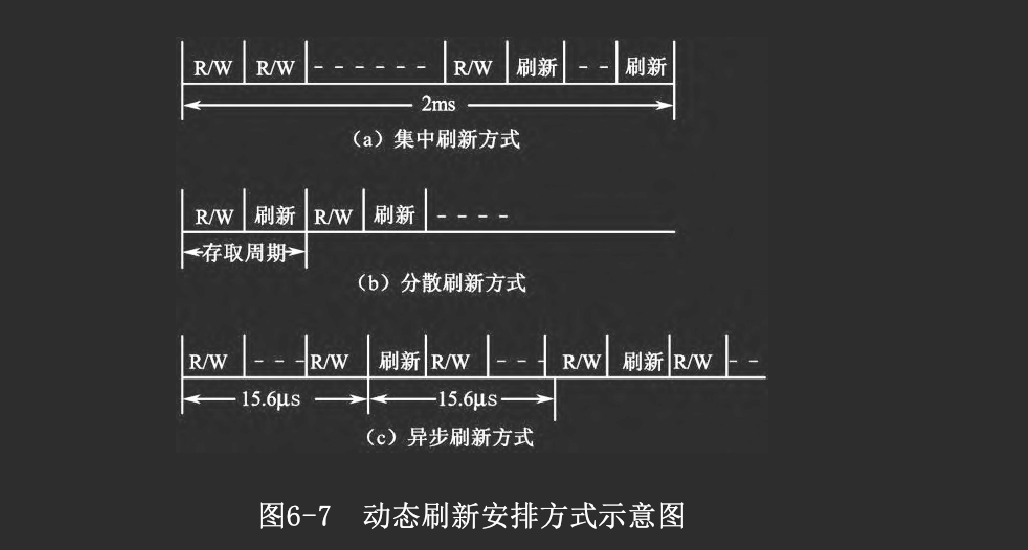 R/W R/W - - - - - - R/W 刷新 - - 刷新
2ms
（a）集中刷新方式
R/W 刷新 R/W 刷新 - - - -
存取周期
（b）分散刷新方式
R/W - - - R/W 刷新 R/W - - - R/W 刷新 R/W - -
15.6μs 15.6μs
（c）异步刷新方式
图6-7 动态刷新安排方式示意图